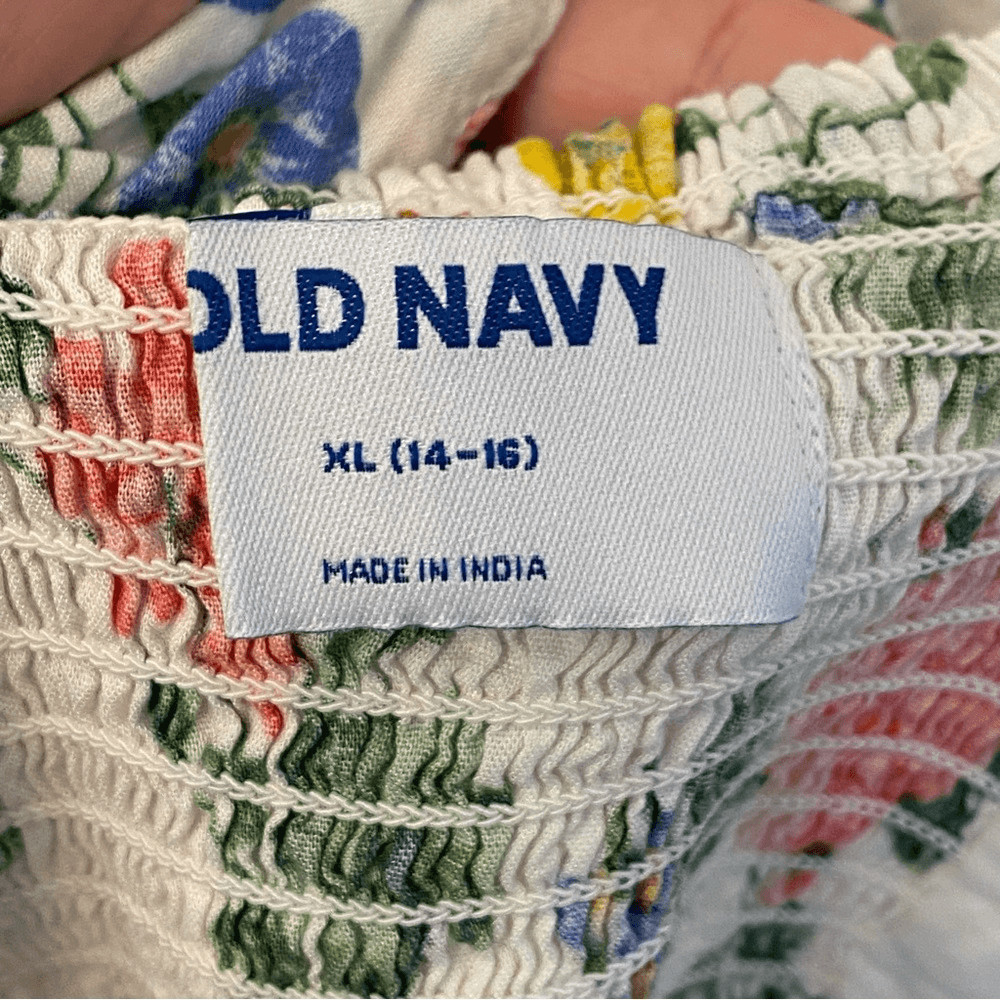 OLD NAVY
XL (14-16)
MADE IN INDIA